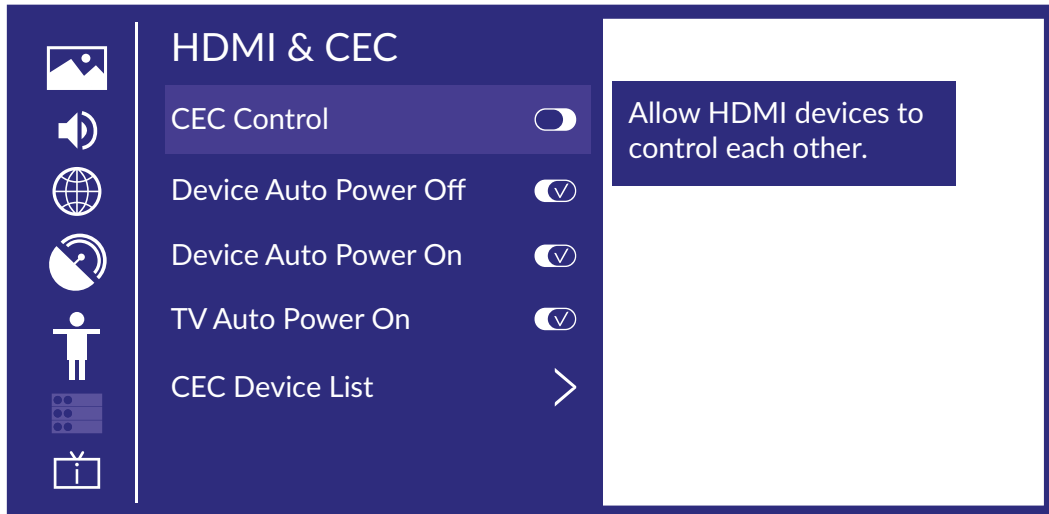 HDMI & CEC
CEC Control
Allow HDMI devices to
control each other.
Device Auto Power Off
Device Auto Power On
TV Auto Power On
CEC Device List
i